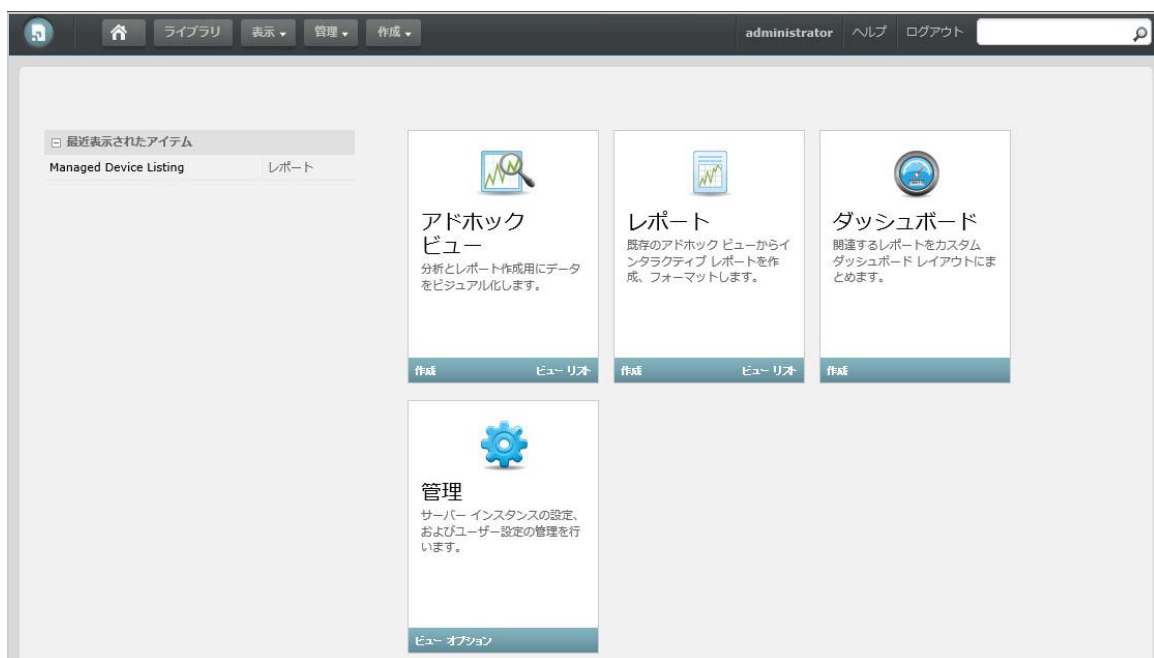 ライブラリ 表示 管理 作成 administrator ヘルプ ログアウト
最近表示されたアイテム
Managed Device Listing レポート
アドホック
ビュー
分析とレポート作成用にデータ
をビジュアル化します。
作成 ビュー リスト
レポート
既存のアドホック ビューからイ
ンタラクティブ レポートを作
成、フォーマットします。
作成 ビュー リスト
ダッシュボード
関連するレポートをカスタム
ダッシュボード レイアウトにま
とめます。
作成
管理
サーバー インスタンスの設定、
およびユーザー設定の管理を行
います。
ビュー オプション